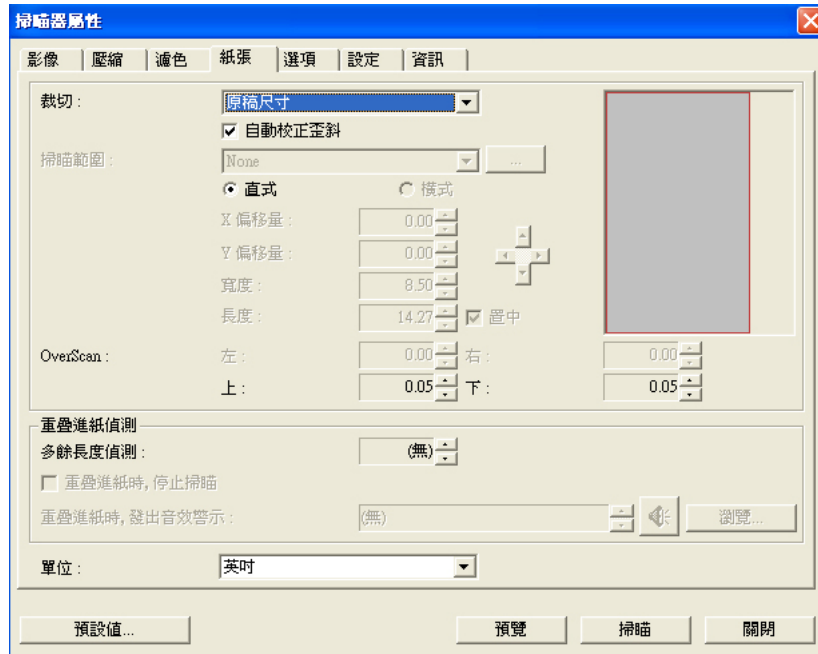 掃瞄器屬性
影像 壓縮 濾色 紙張 選項 設定 資訊
裁切 : 原稿尺寸
自動校正歪斜
掃瞄範圍 : None ...
直式 橫式
X 偏移量 : 0.00
Y 偏移量 : 0.00
寬度 : 8.50
長度 : 14.27 置中
OverScan : 左 : 0.00 右 : 0.00
上 : 0.05 下 : 0.05
重疊進紙偵測
多餘長度偵測 : (無)
重疊進紙時, 停止掃瞄
重疊進紙時, 發出音效警示 : (無) 瀏覽...
單位 : 英吋
預設值... 預覽 掃瞄 關閉